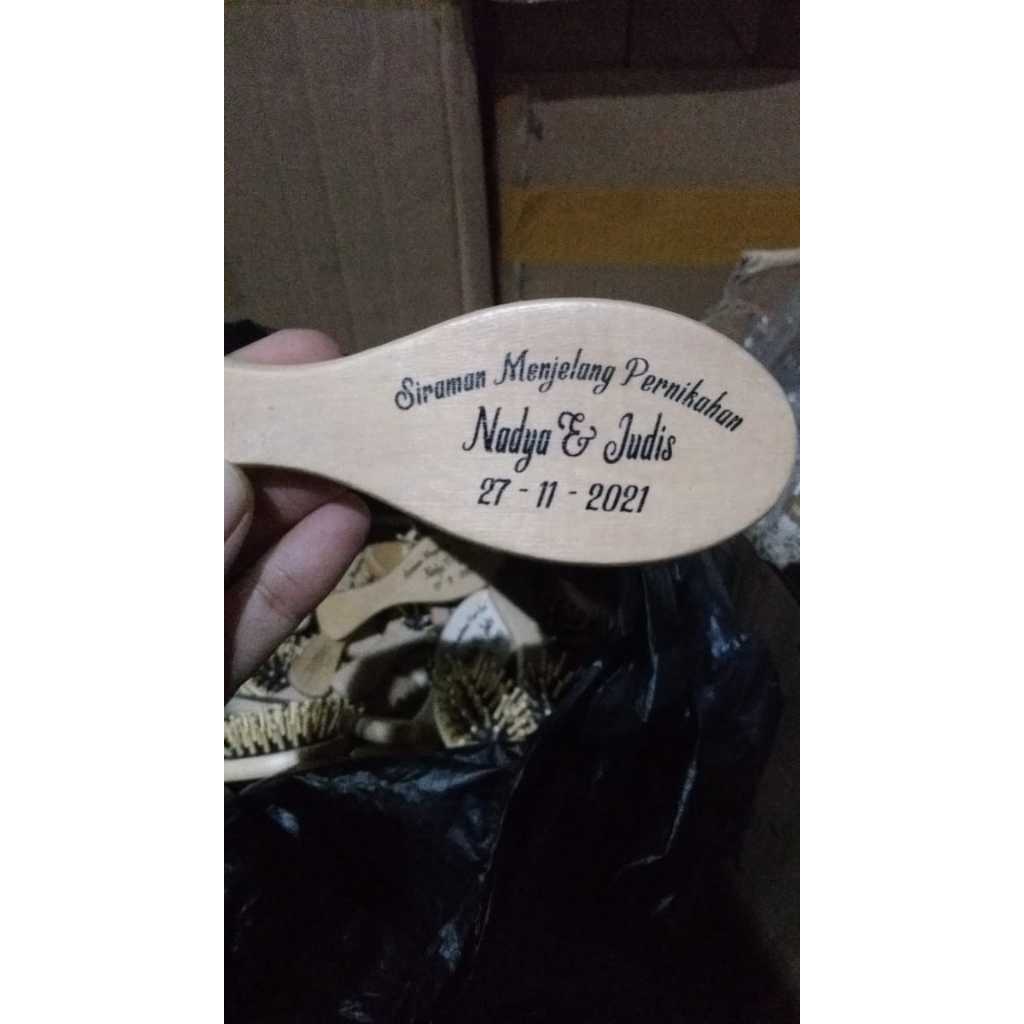 Siraman Menjelang Pernikahan
Nadya & Judis
27 - 11 - 2021